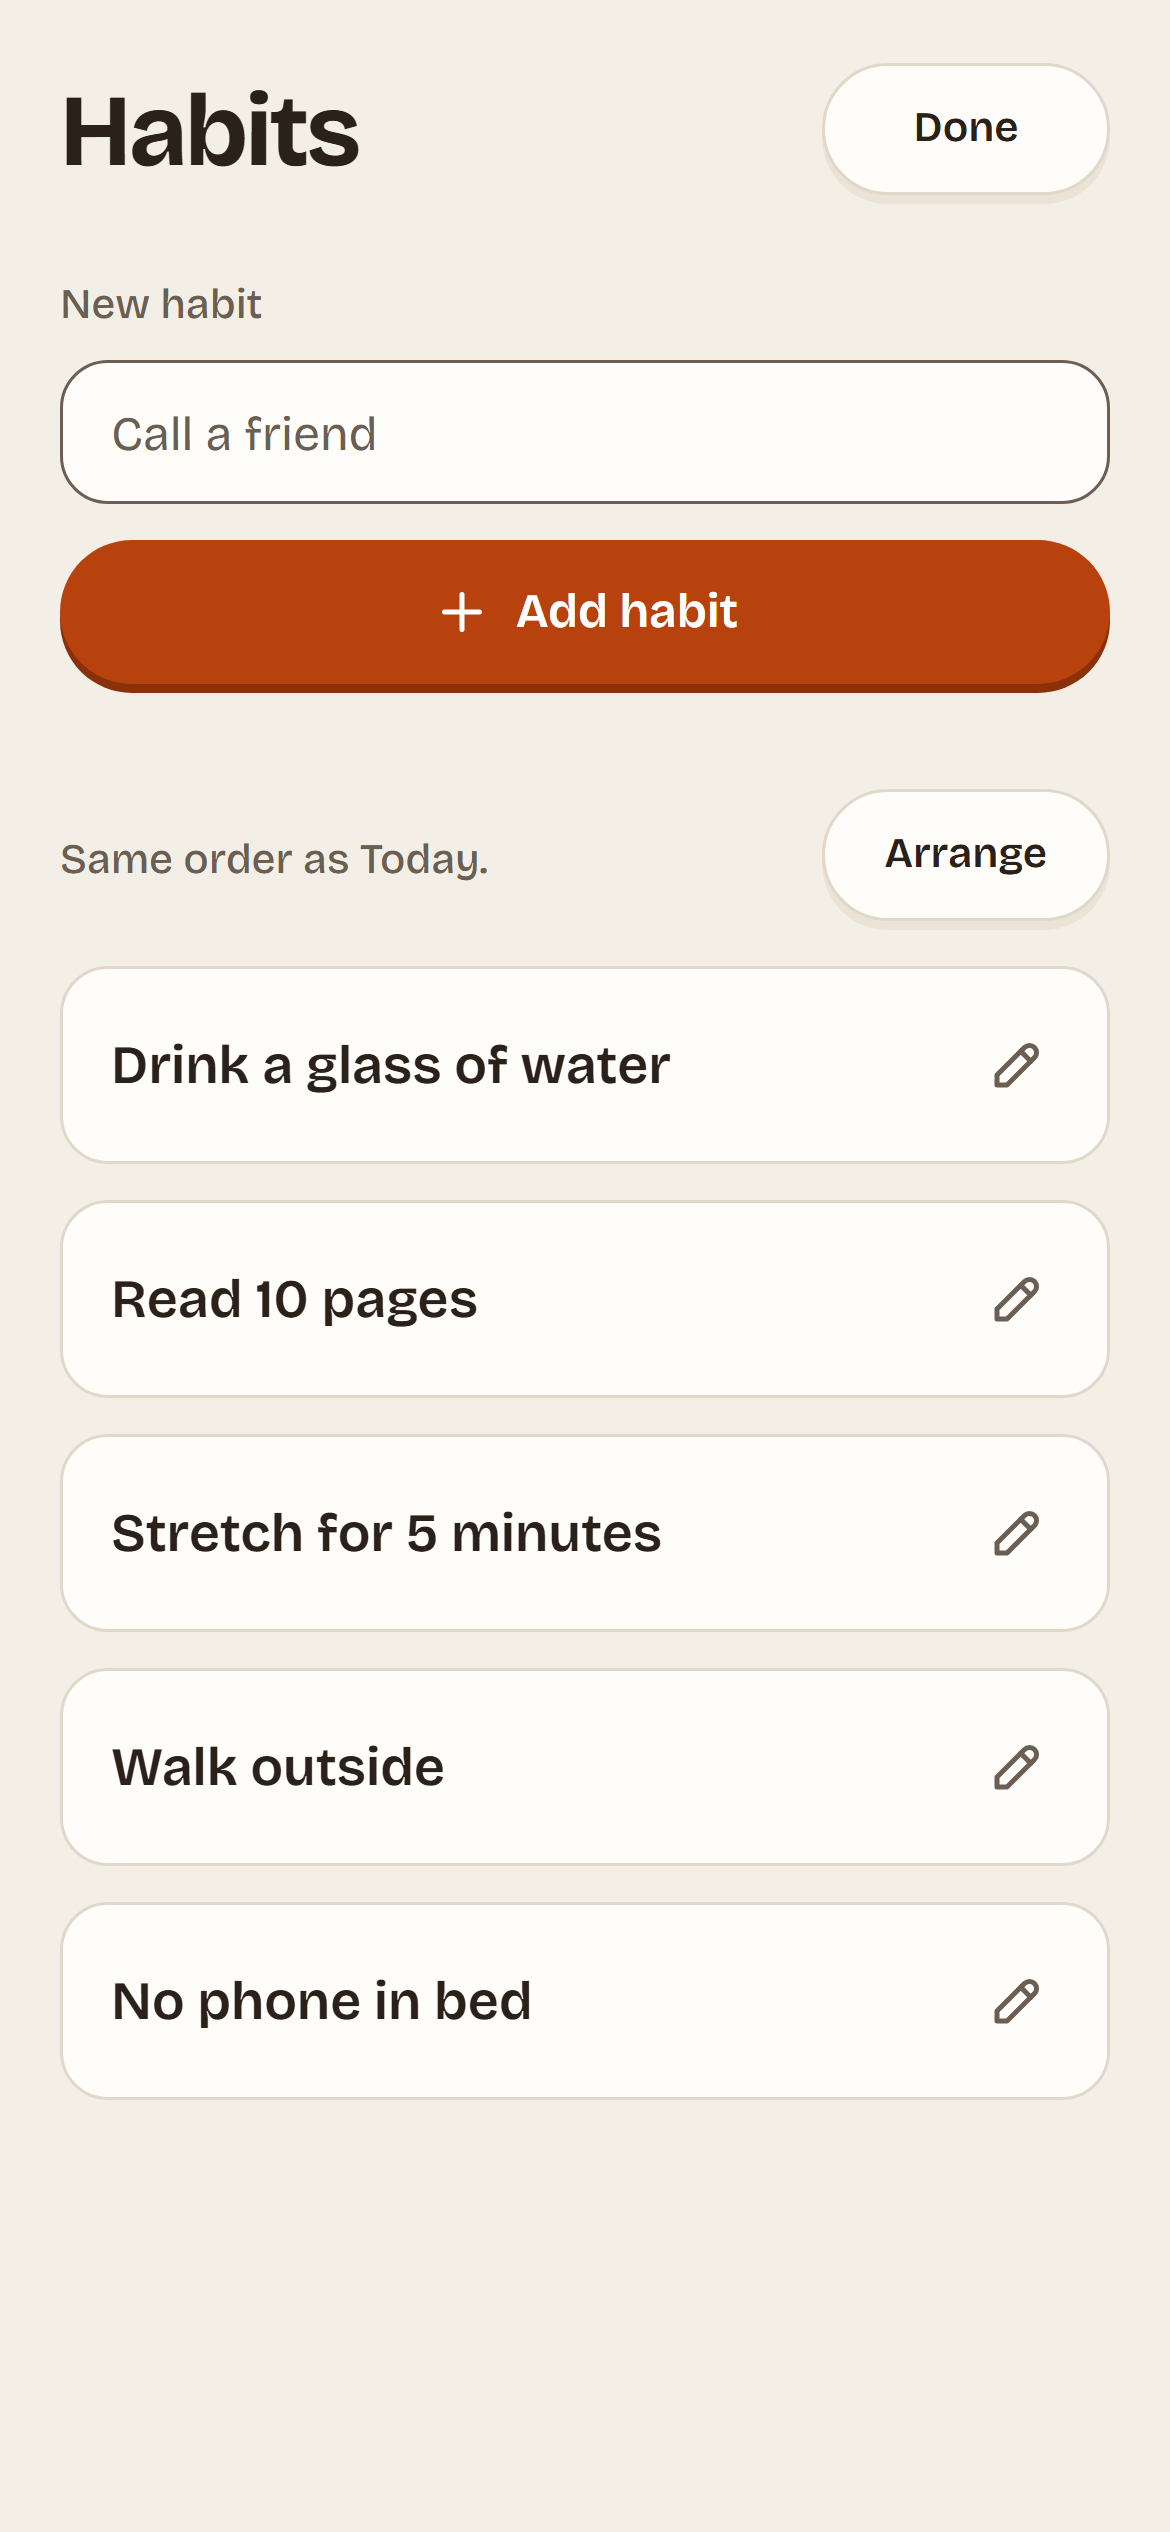 Habits
Done
New habit
Call a friend
Add habit
Same order as Today.
Arrange
Drink a glass of water
Read 10 pages
Stretch for 5 minutes
Walk outside
No phone in bed